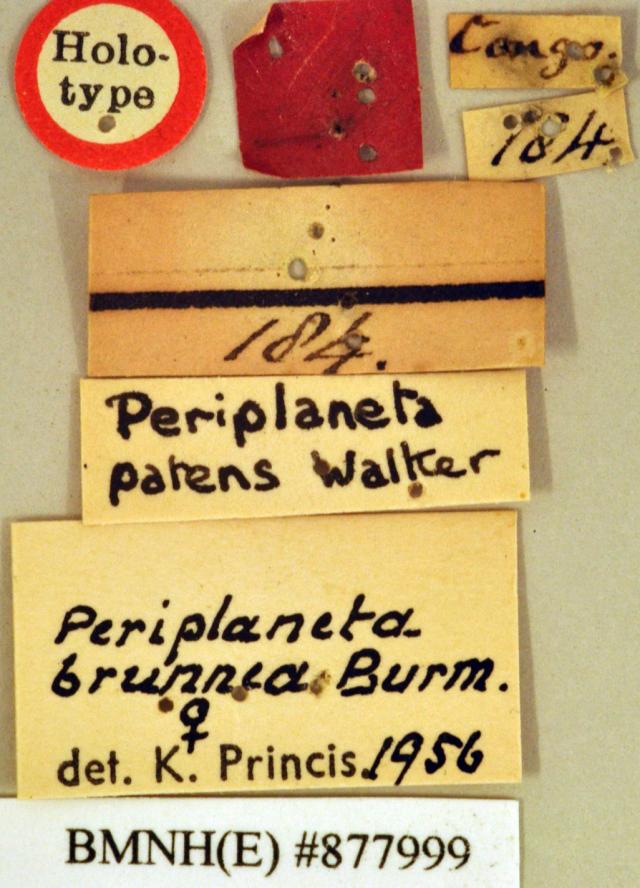 Holo-
type
Congo.
184.
184.
Periplaneta
patens Walker
Periplaneta
brunnea Burm.
♀
det. K. Princis. 1956
BMNH(E) #877999